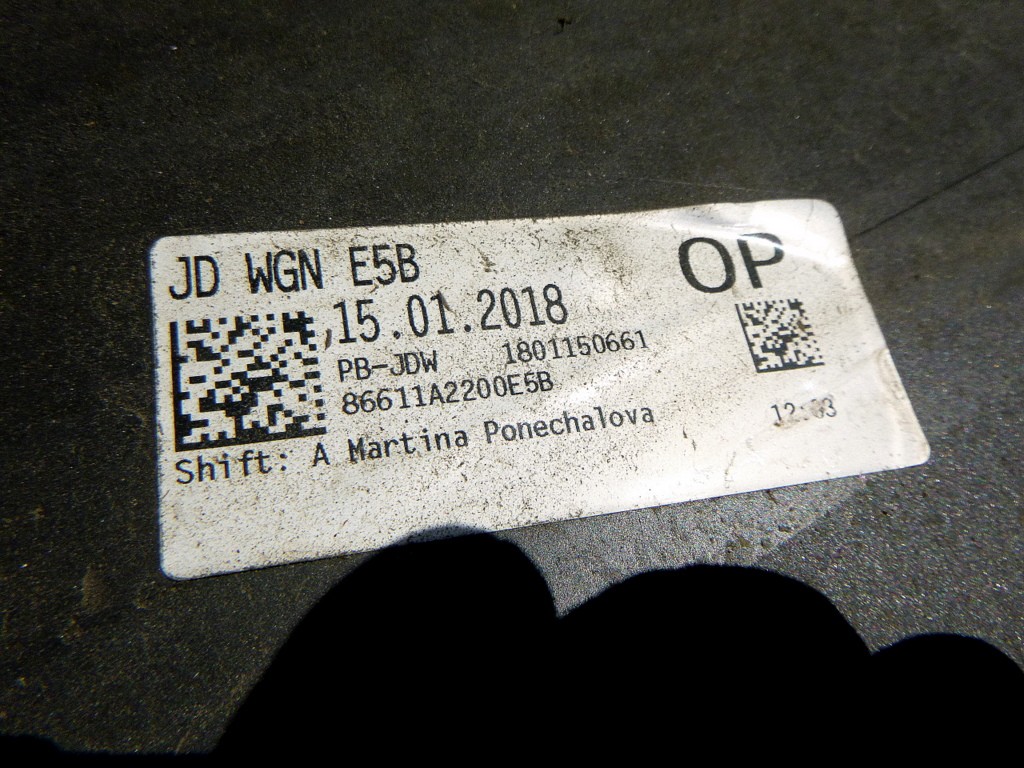 JD WGN E5B
OP
15.01.2018
PB-JDW 1801150661
86611A2200E5B
Shift: A Martina Ponechalova